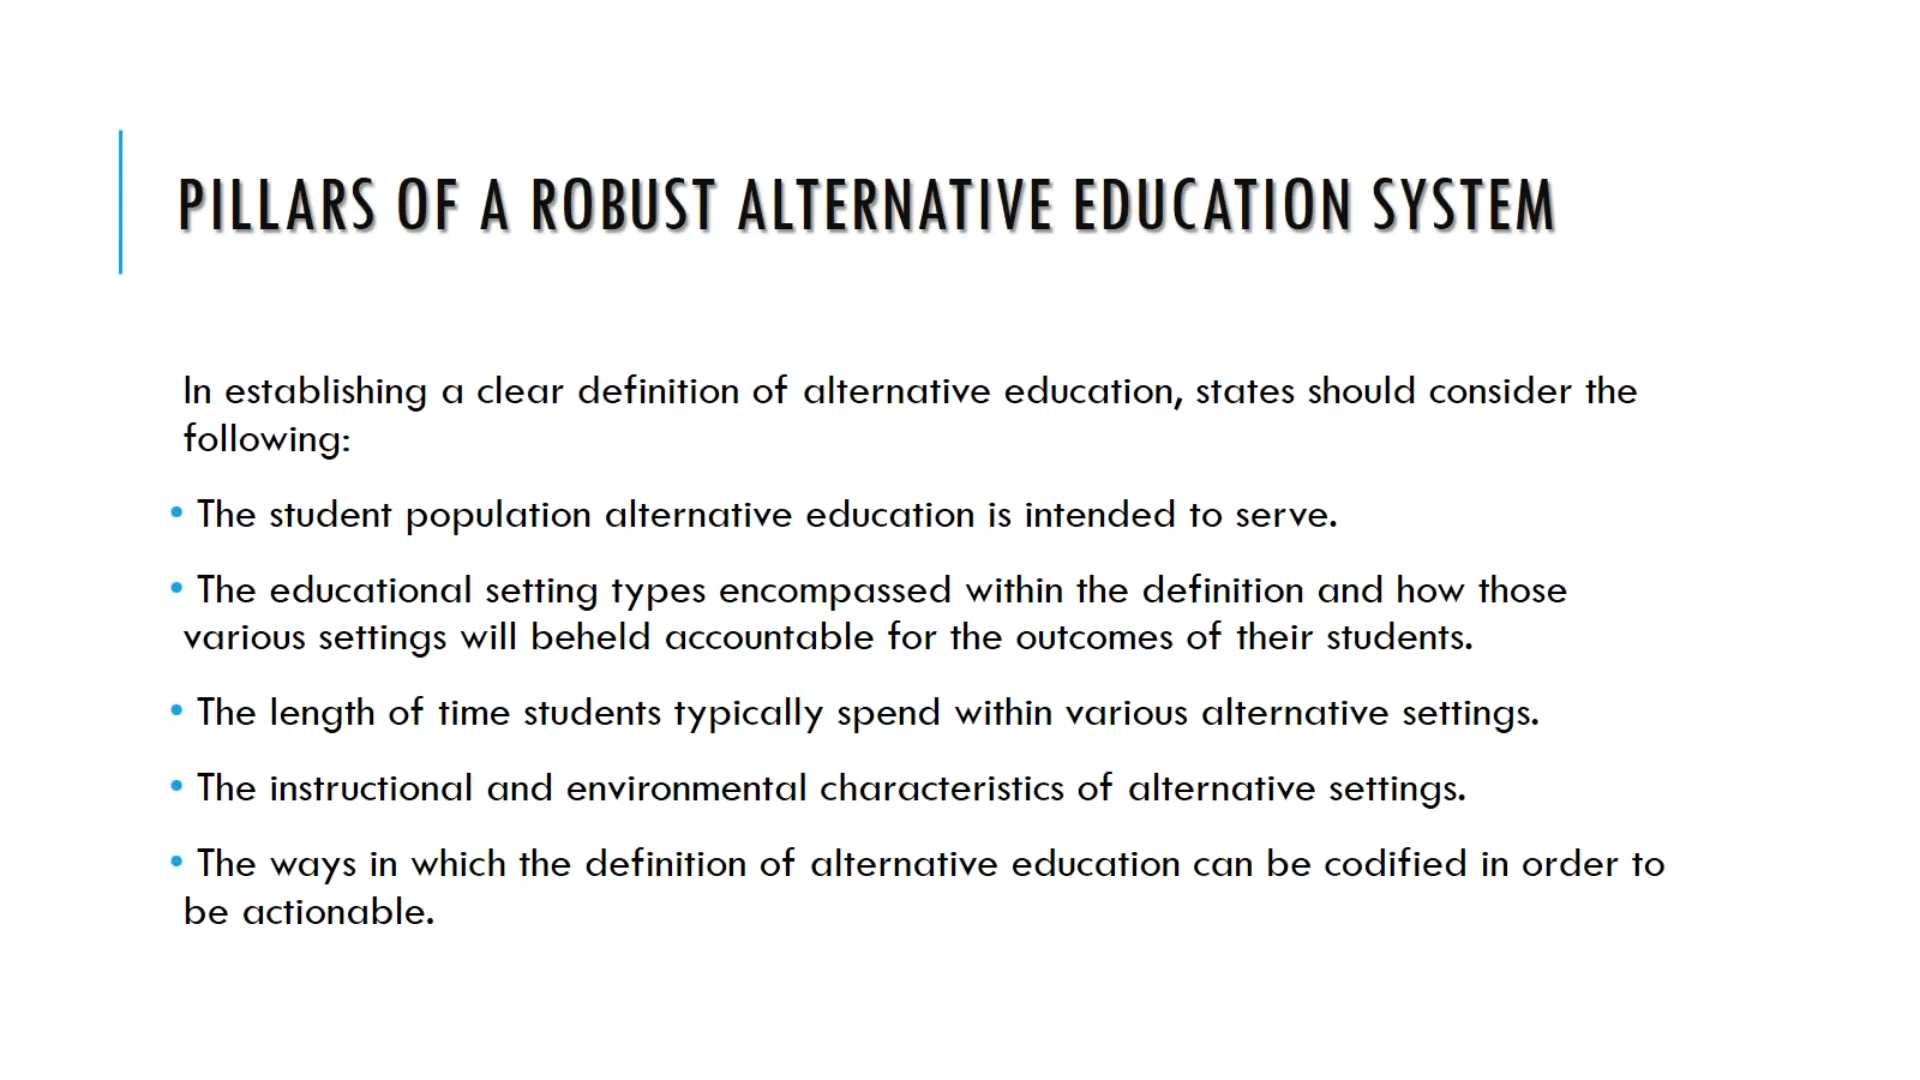 PILLARS OF A ROBUST ALTERNATIVE EDUCATION SYSTEM
In establishing a clear definition of alternative education, states should consider the
following:
• The student population alternative education is intended to serve.
• The educational setting types encompassed within the definition and how those
various settings will beheld accountable for the outcomes of their students.
• The length of time students typically spend within various alternative settings.
• The instructional and environmental characteristics of alternative settings.
• The ways in which the definition of alternative education can be codified in order to
be actionable.